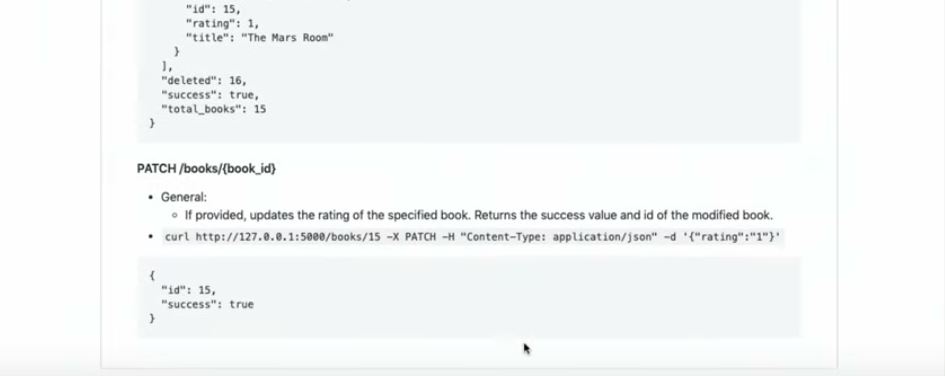 "id": 15,
"rating": 1,
"title": "The Mars Room"
}
],
"deleted": 16,
"success": true,
"total_books": 15
}
PATCH /books/{book_id}
• General:
◦ If provided, updates the rating of the specified book. Returns the success value and id of the modified book.
• curl http://127.0.0.1:5000/books/15 -X PATCH -H "Content-Type: application/json" -d '{"rating":"1"}'
{
"id": 15,
"success": true
}